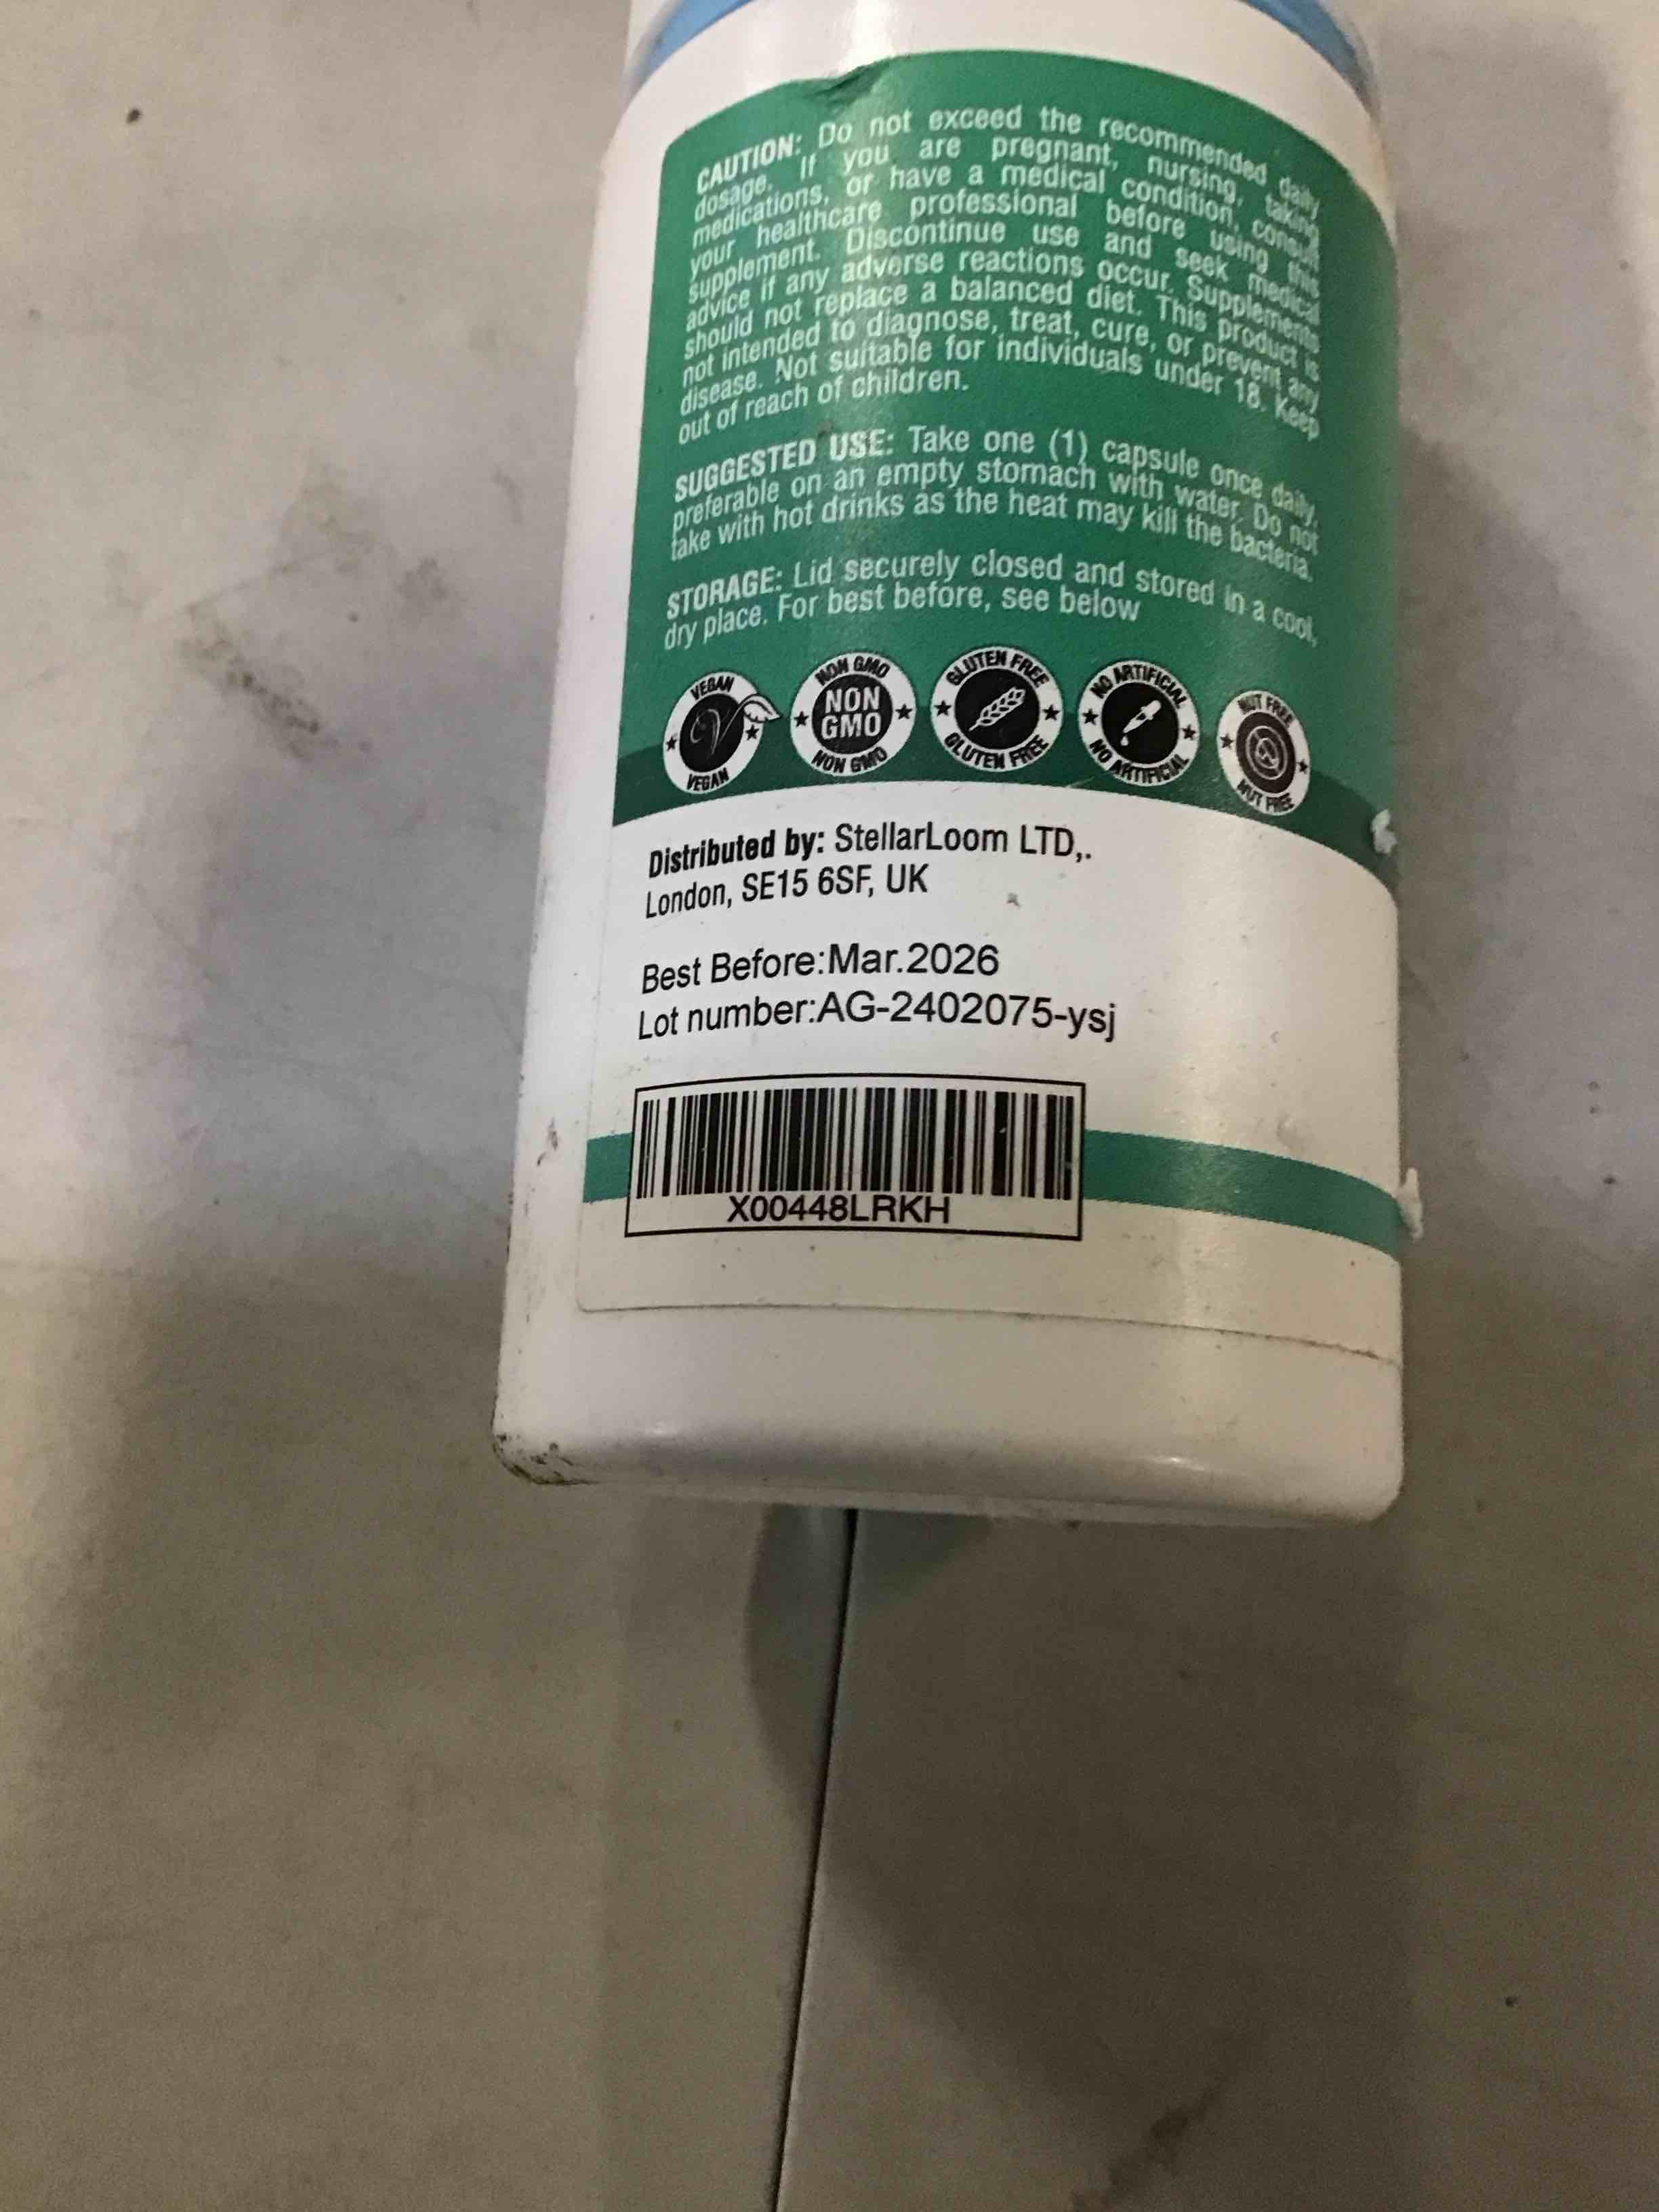 CAUTION: Do not exceed the recommended daily
dosage. If you are pregnant, nursing, taking
medications, or have a medical condition, consult
your healthcare professional before using this
supplement. Discontinue use and seek medical
advice if any adverse reactions occur. Supplements
should not replace a balanced diet. This product is
not intended to diagnose, treat, cure, or prevent any
disease. Not suitable for individuals under 18. Keep
out of reach of children.
SUGGESTED USE: Take one (1) capsule once daily,
preferable on an empty stomach with water. Do not
take with hot drinks as the heat may kill the bacteria.
STORAGE: Lid securely closed and stored in a cool,
dry place. For best before, see below
VEGAN
V
VEGAN
NON GMO
NON
GMO
NON GMO
GLUTEN FREE
GLUTEN FREE
NO ARTIFICIAL
NO ARTIFICIAL
NUT FREE
NUT FREE
Distributed by: StellarLoom LTD,.
London, SE15 6SF, UK
Best Before:Mar.2026
Lot number:AG-2402075-ysj
X00448LRKH